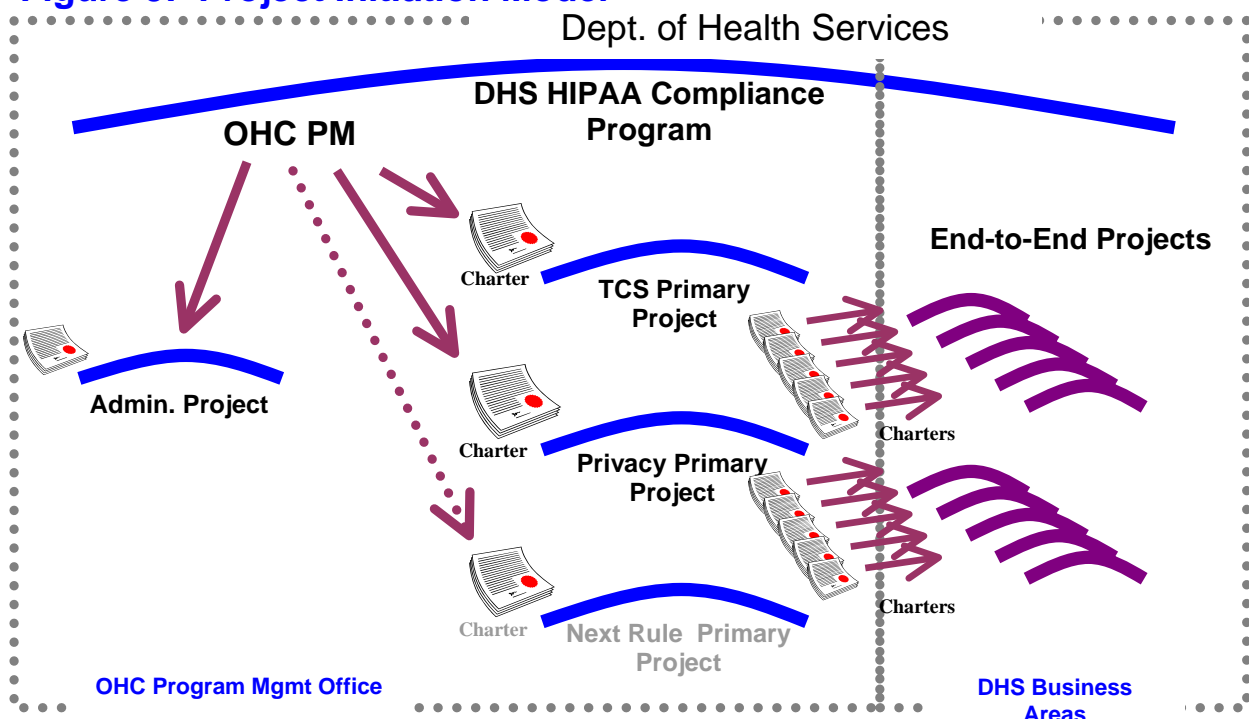 Dept. of Health Services
DHS HIPAA Compliance
Program
OHC PM
Charter
TCS Primary
Project
End-to-End Projects
Admin. Project
Charter
Charters
Privacy Primary
Project
Charter
Next Rule Primary
Project
Charters
OHC Program Mgmt Office
DHS Business
Areas